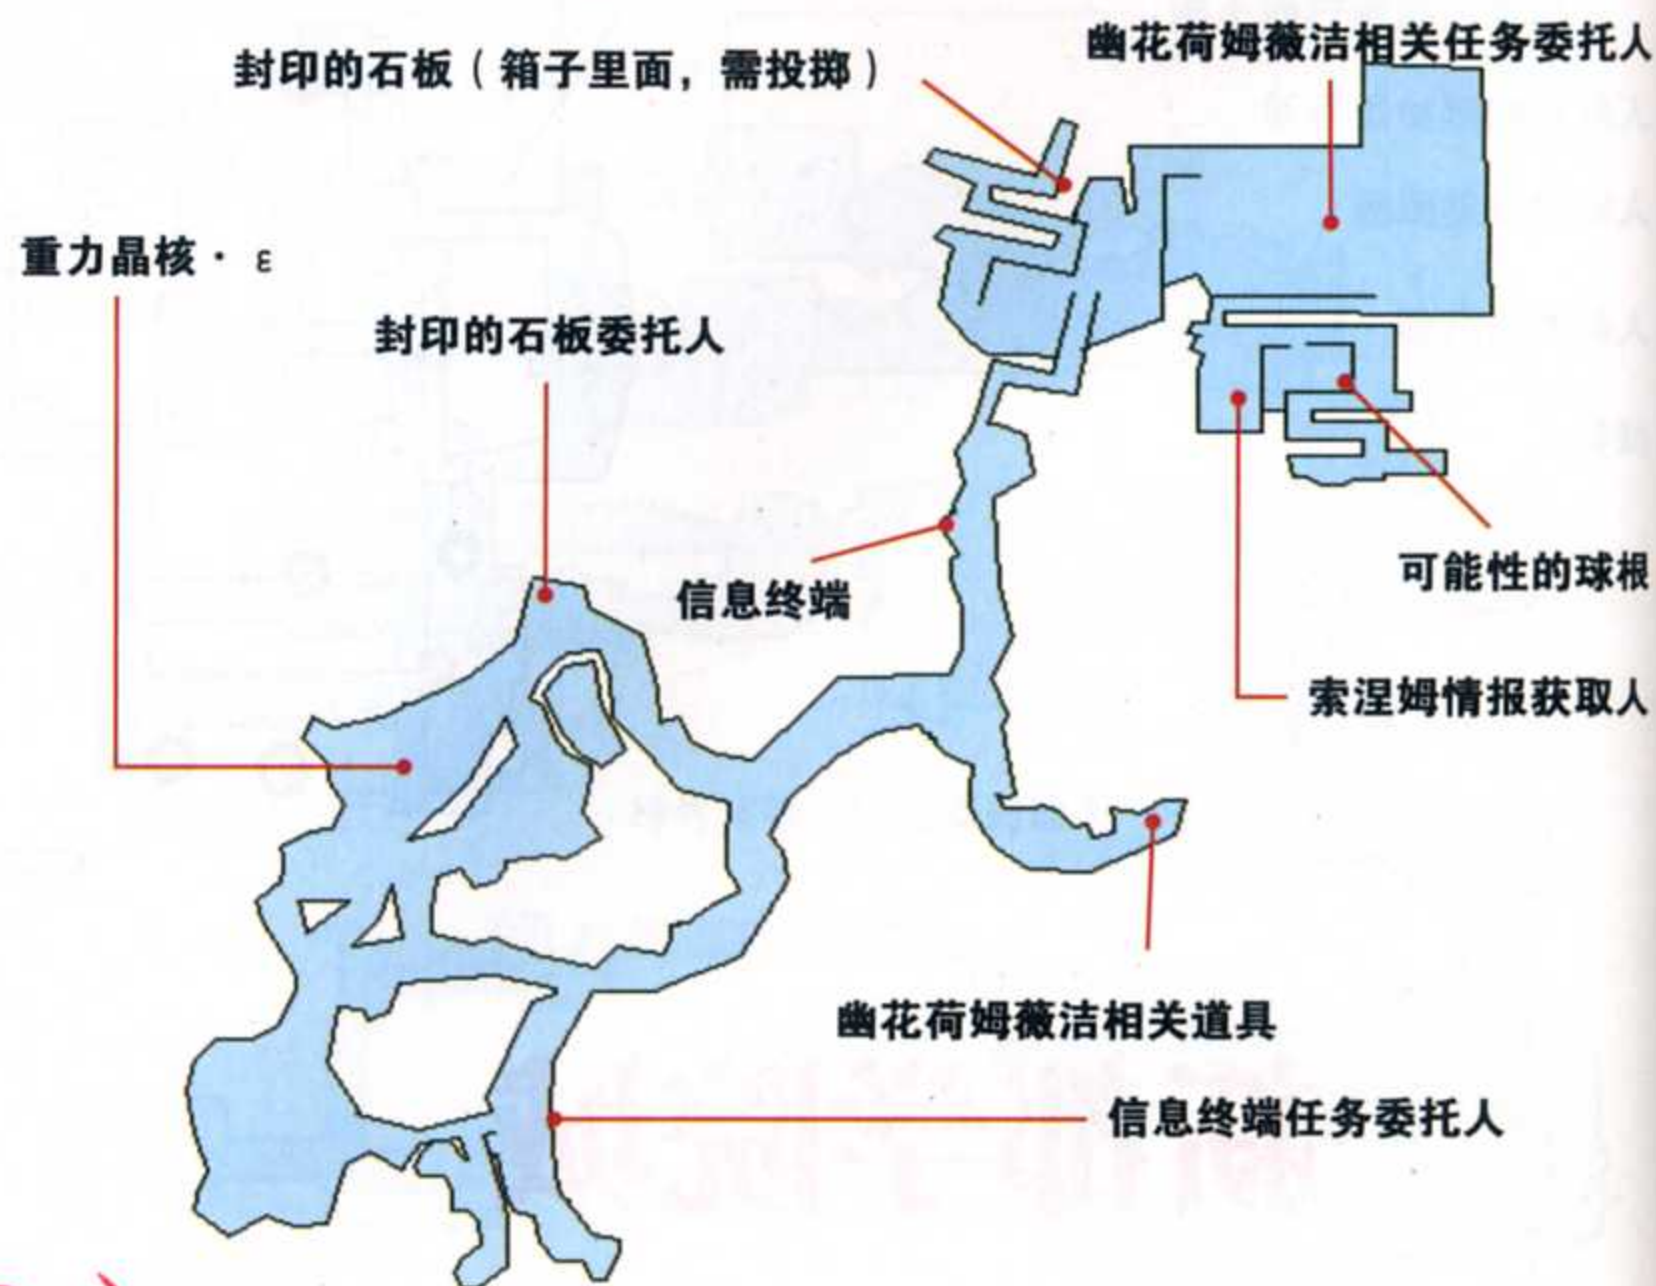 幽花荷姆薇洁相关任务委托人
封印的石板（箱子里面，需投掷）
重力晶核·ε
封印的石板委托人
可能性的球根
信息终端
索涅姆情报获取人
幽花荷姆薇洁相关道具
信息终端任务委托人